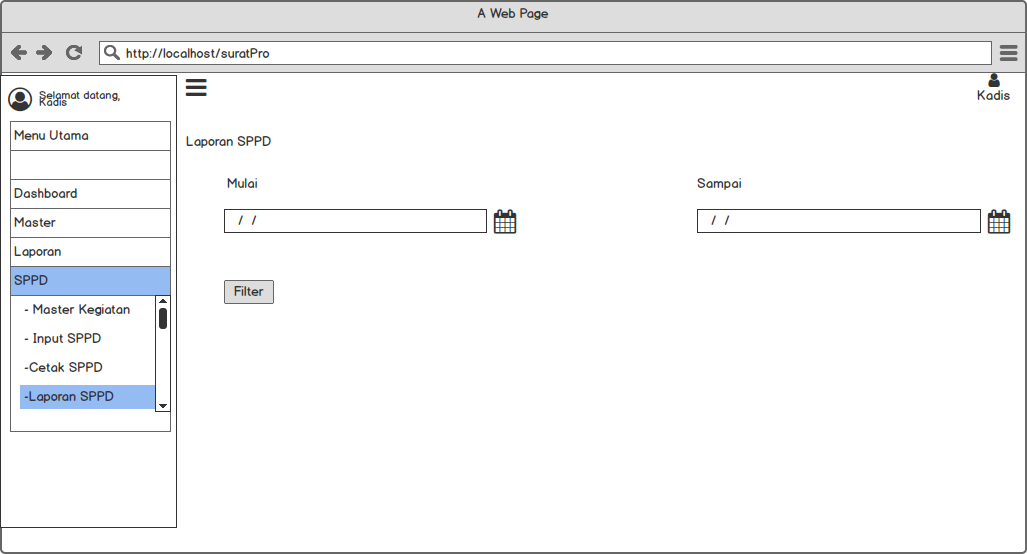 A Web Page
http://localhost/suratPro
Selamat datang,
Kadis
Kadis
Menu Utama
Dashboard
Master
Laporan
SPPD
- Master Kegiatan
- Input SPPD
-Cetak SPPD
-Laporan SPPD
Laporan SPPD
Mulai
Sampai
/ /
/ /
Filter